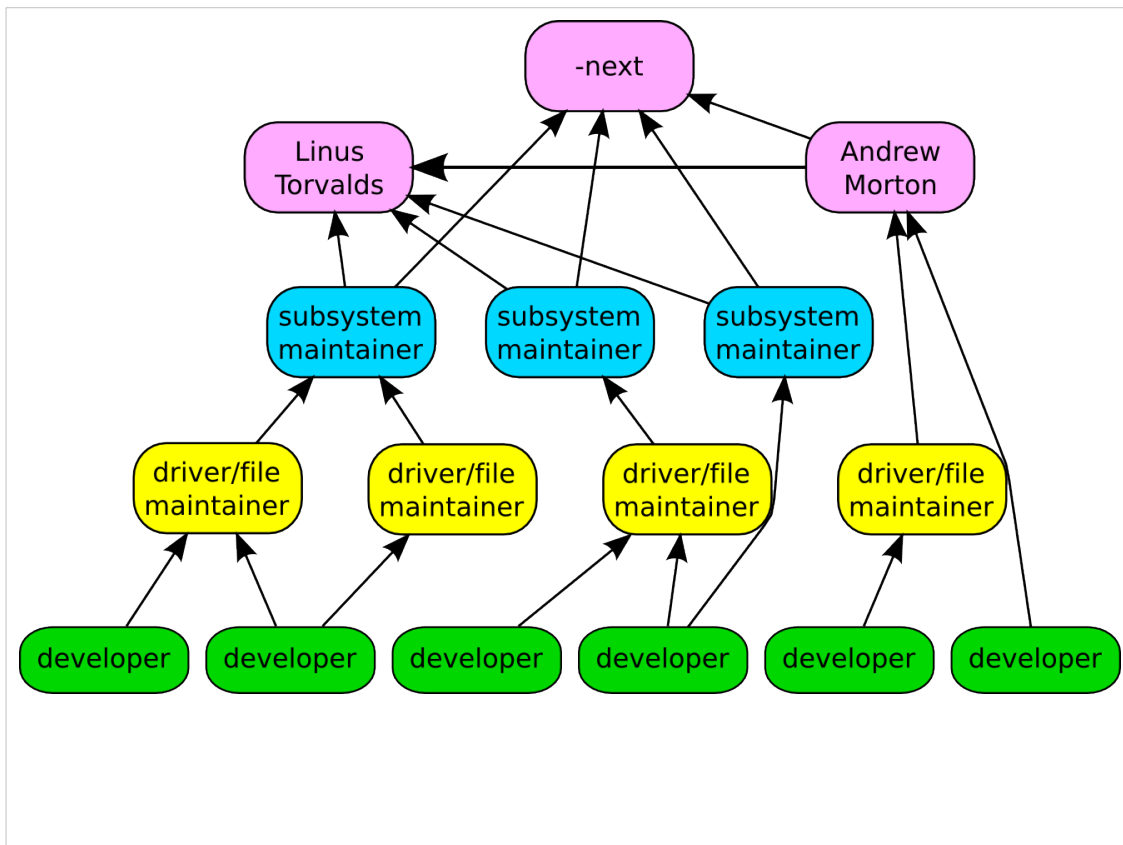 -next
Linus
Torvalds
Andrew
Morton
subsystem
maintainer
subsystem
maintainer
subsystem
maintainer
driver/file
maintainer
driver/file
maintainer
driver/file
maintainer
driver/file
maintainer
developer
developer
developer
developer
developer
developer